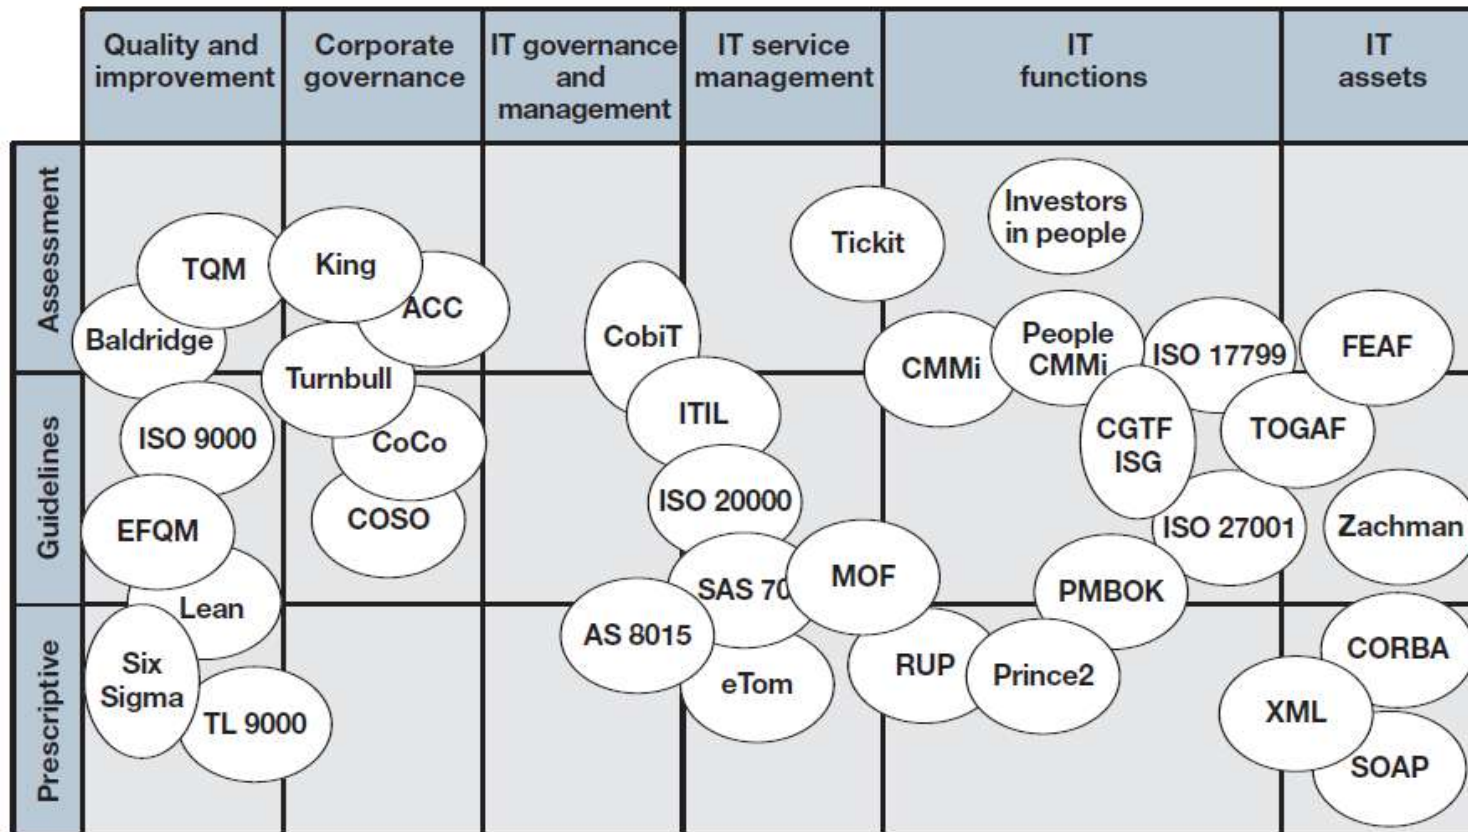 Quality and
improvement
Corporate
governance
IT governance
and
management
IT service
management
IT
functions
IT
assets
Assessment
Guidelines
Prescriptive
TQM
Baldridge
King
ACC
Turnbull
CobiT
Tickit
Investors
in people
CMMi
People
CMMi
ISO 17799
FEAF
ISO 9000
EFQM
Lean
CoCo
COSO
ITIL
ISO 20000
SAS 70
MOF
CGTF
ISG
TOGAF
ISO 27001
Zachman
PMBOK
Six
Sigma
TL 9000
AS 8015
eTom
RUP
Prince2
CORBA
XML
SOAP